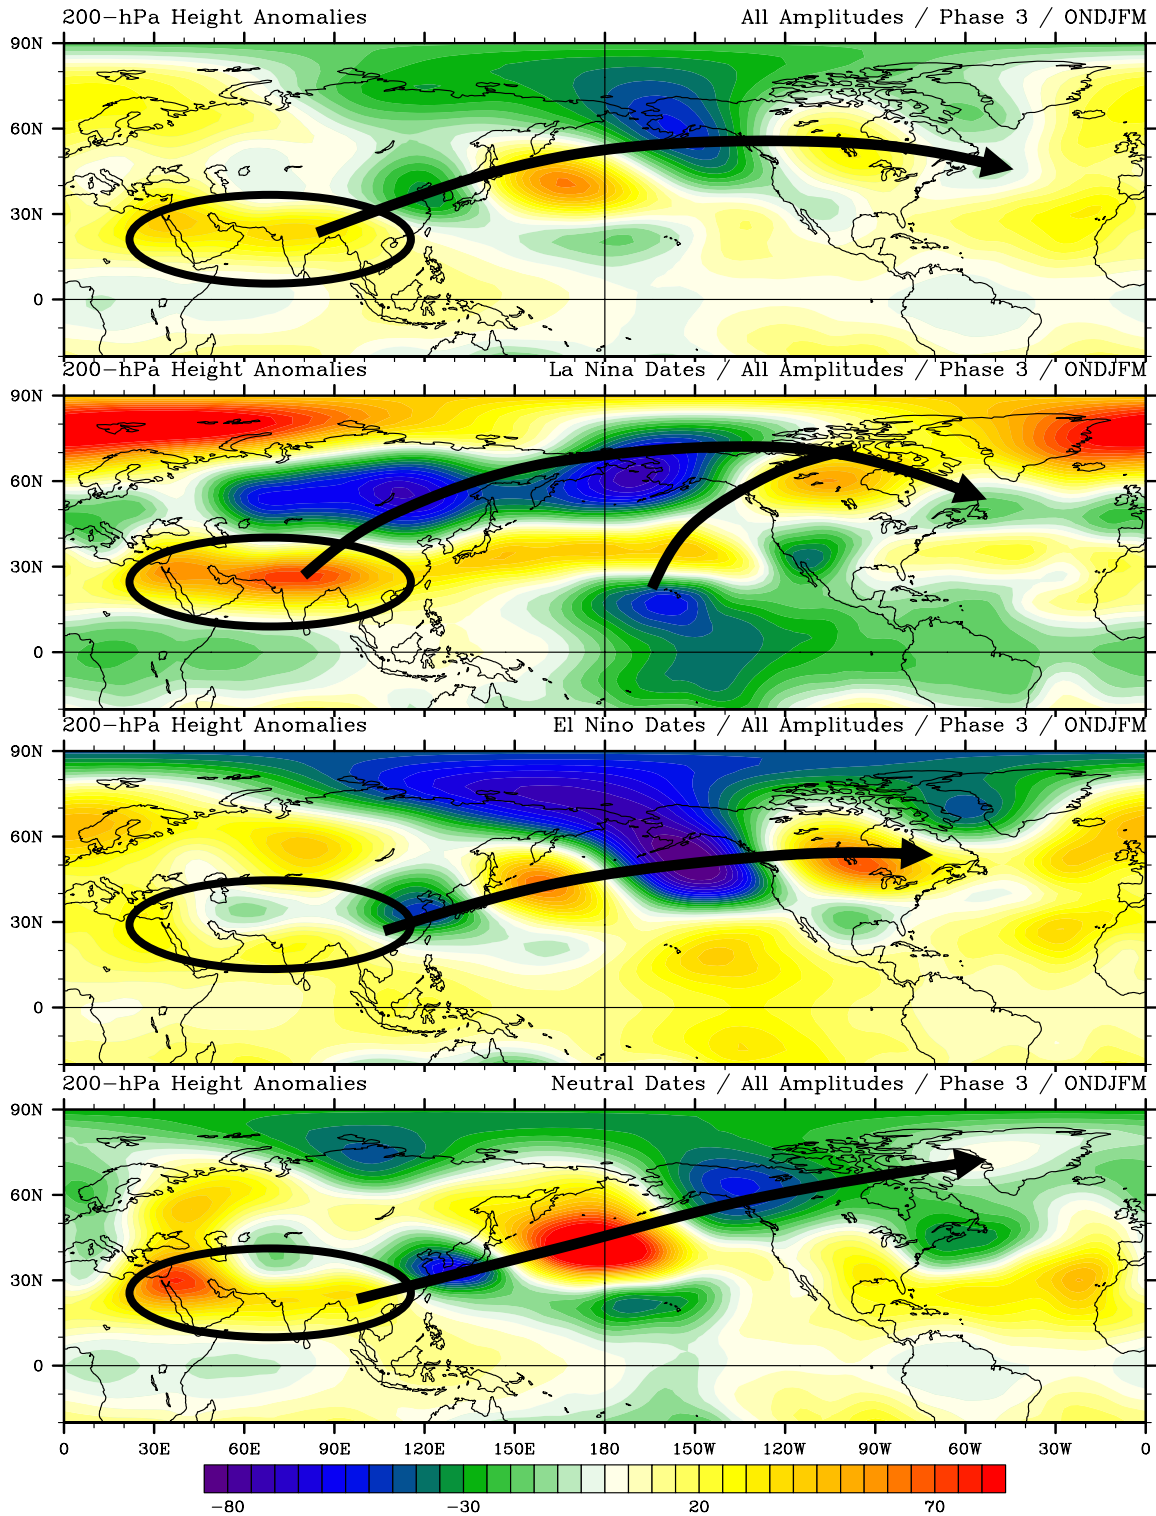 200-hPa Height Anomalies All Amplitudes / Phase 3 / ONDJFM
90N
60N
30N
0
200-hPa Height Anomalies La Nina Dates / All Amplitudes / Phase 3 / ONDJFM
90N
60N
30N
0
200-hPa Height Anomalies El Nino Dates / All Amplitudes / Phase 3 / ONDJFM
90N
60N
30N
0
200-hPa Height Anomalies Neutral Dates / All Amplitudes / Phase 3 / ONDJFM
90N
60N
30N
0
0 30E 60E 90E 120E 150E 180 150W 120W 90W 60W 30W 0
-80 -30 20 70